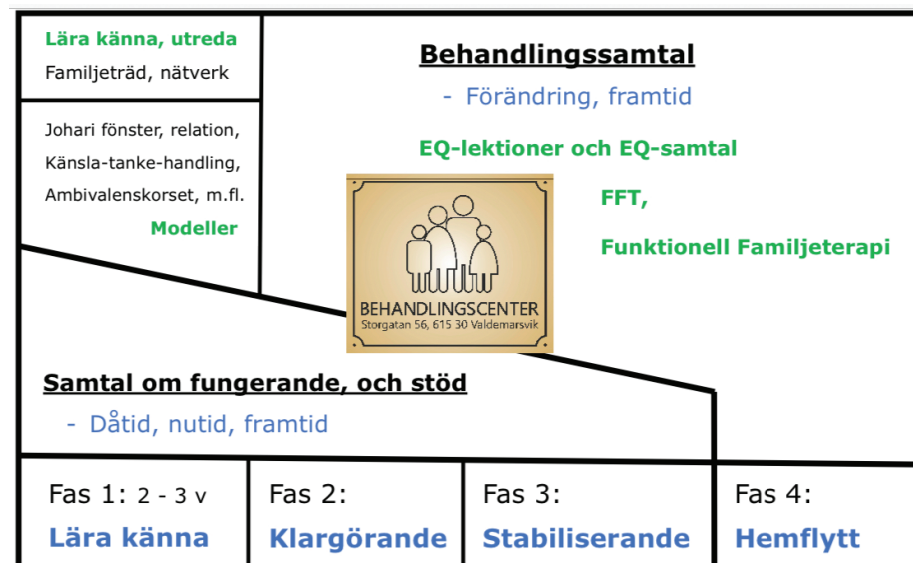 Lära känna, utreda
Familjeträd, nätverk
Johari fönster, relation,
Känsla-tanke-handling,
Ambivalenskorset, m.fl.
Modeller
Behandlingssamtal
- Förändring, framtid
EQ-lektioner och EQ-samtal
FFT,
Funktionell Familjeterapi
BEHANDLINGSCENTER
Storgatan 56, 615 30 Valdemarsvik
Samtal om fungerande, och stöd
- Dåtid, nutid, framtid
Fas 1: 2 - 3 v
Lära känna
Fas 2:
Klargörande
Fas 3:
Stabiliserande
Fas 4:
Hemflytt